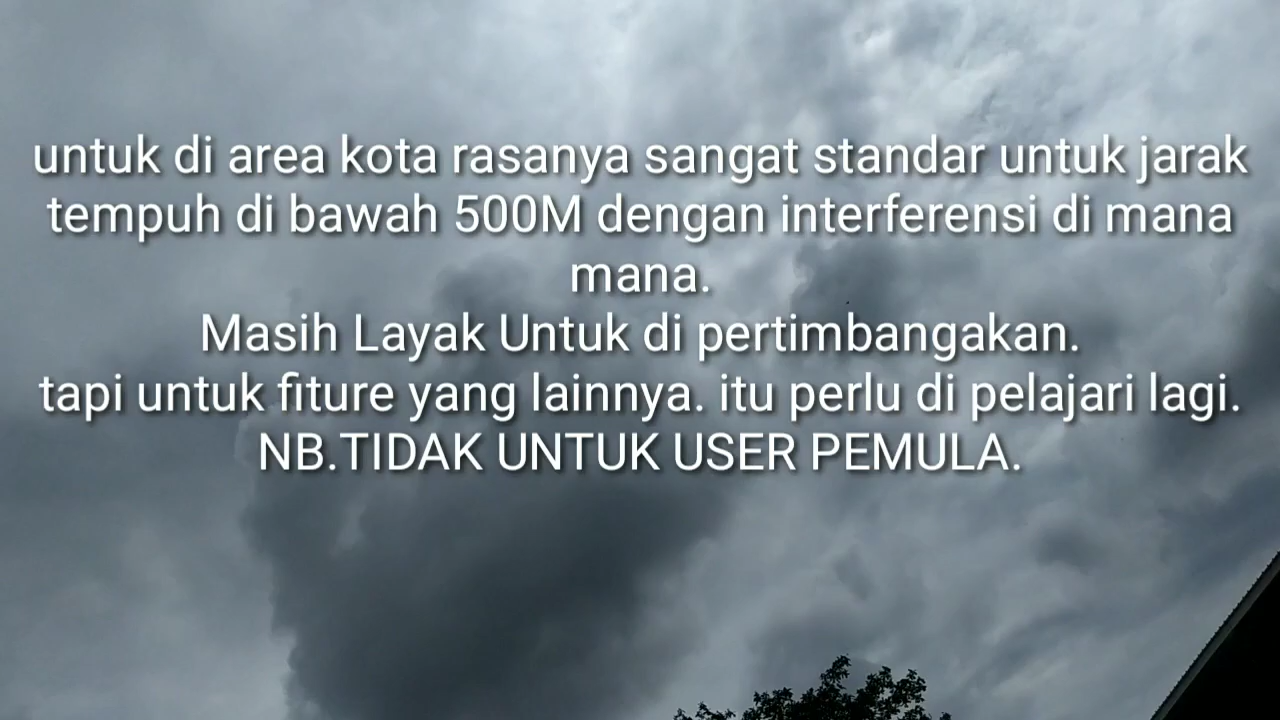 untuk di area kota rasanya sangat standar untuk jarak
tempuh di bawah 500M dengan interferensi di mana
mana.
Masih Layak Untuk di pertimbangakan.
tapi untuk fiture yang lainnya. itu perlu di pelajari lagi.
NB.TIDAK UNTUK USER PEMULA.